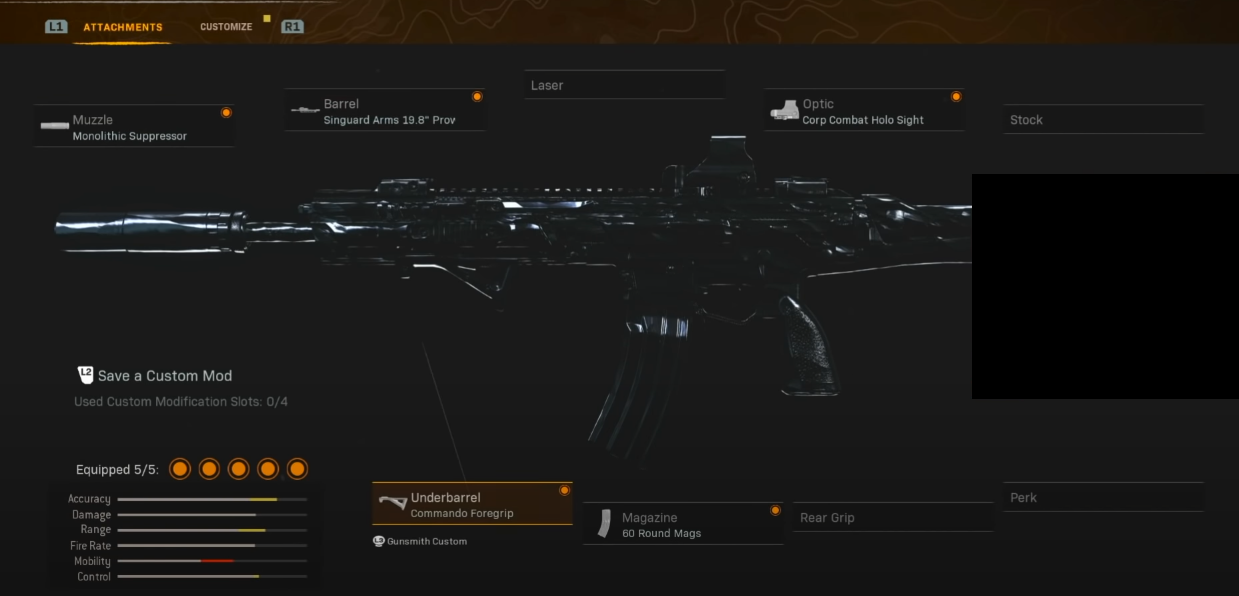 L1 ATTACHMENTS CUSTOMIZE R1
Laser
Barrel
Singuard Arms 19.8" Prov
Optic
Corp Combat Holo Sight
Muzzle
Monolithic Suppressor
Stock
L2 Save a Custom Mod
Used Custom Modification Slots: 0/4
Equipped 5/5:
Accuracy
Damage
Range
Fire Rate
Mobility
Control
Underbarrel
Commando Foregrip
Gunsmith Custom
Magazine
60 Round Mags
Rear Grip
Perk